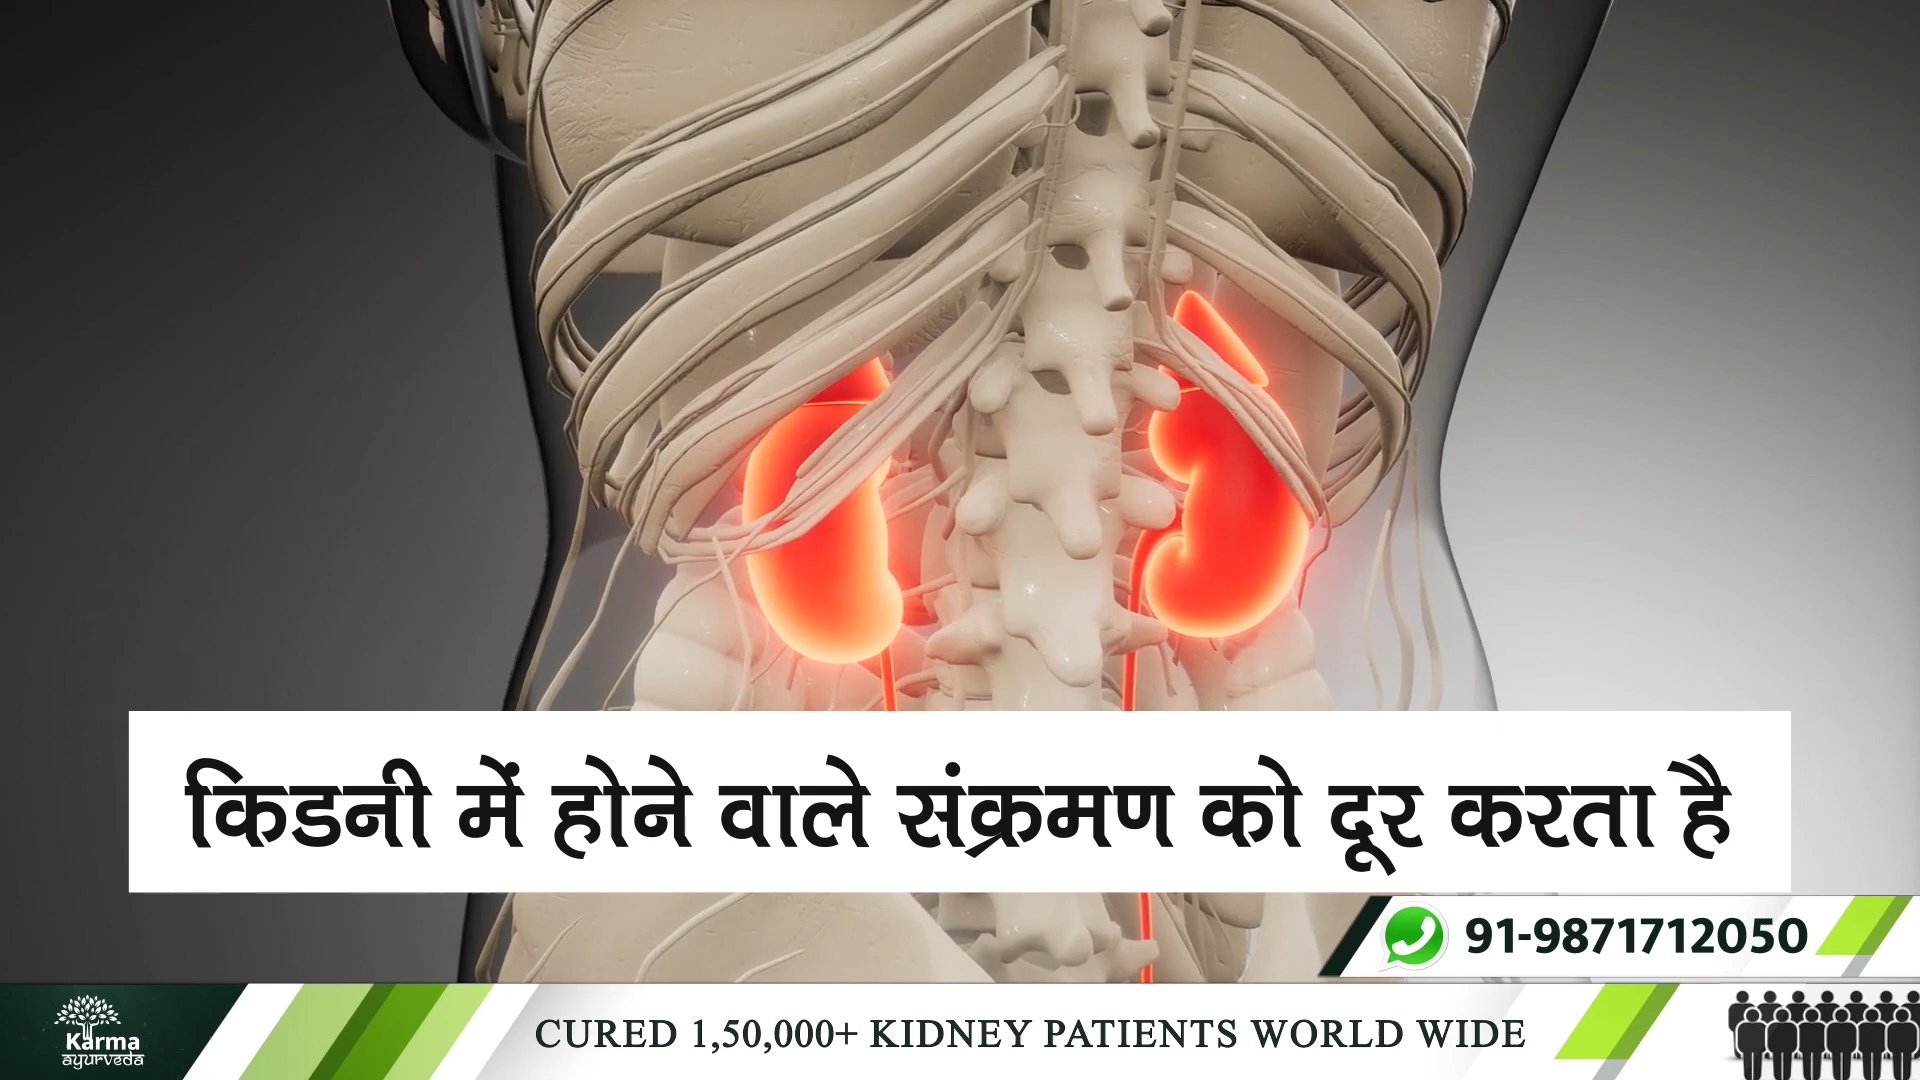 किडनी में होने वाले संक्रमण को दूर करता है
91-9871712050
Karma
ayurveda
CURED 1,50,000+ KIDNEY PATIENTS WORLD WIDE